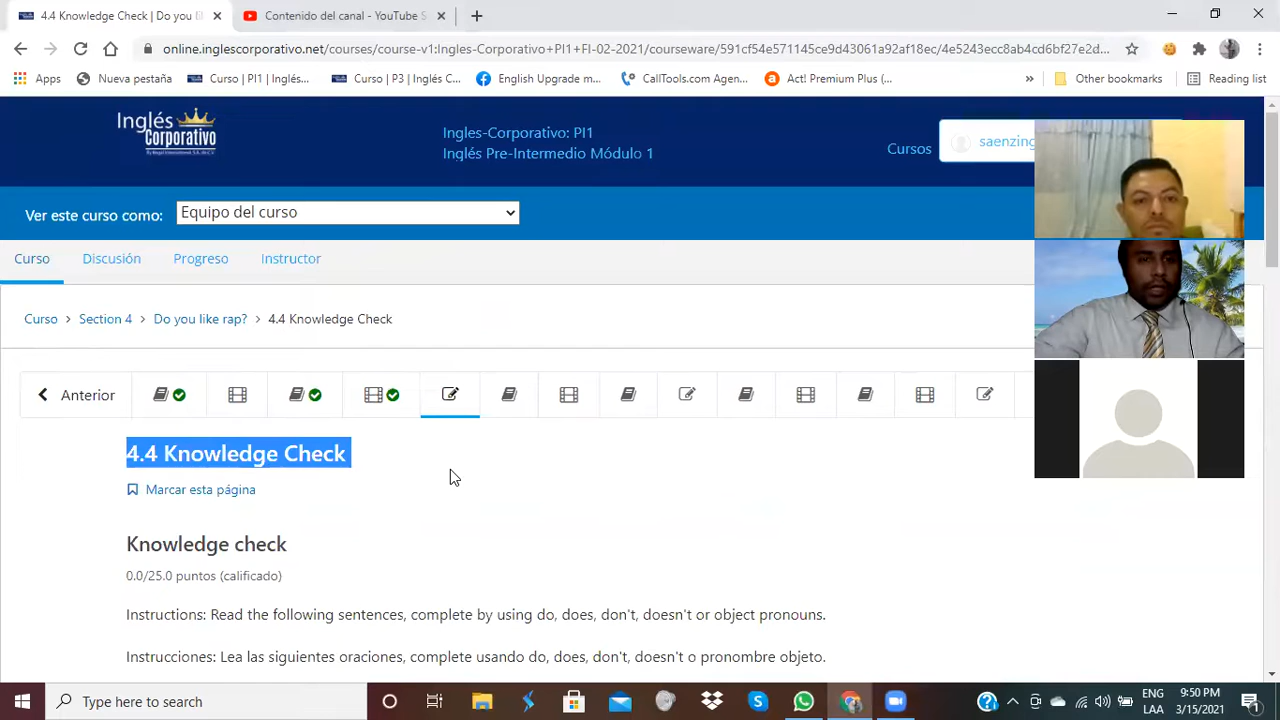 4.4 Knowledge Check | Do you
Contenido del canal - YouTube S
online.inglescorporativo.net/courses/course-v1:Ingles-Corporativo+PI1+FI-02-2021/courseware/591cf54e571145ce9d43061a92af18ec/4e5243ecc8ab4cd6bf27e2d...
Apps
Nueva pestaña
Curso | PI1 | Inglés...
Curso | P3 | Inglés C...
English Upgrade m...
CallTools.com Agen...
Act! Premium Plus (...
»
Other bookmarks
Reading list
Inglés
Corporativo
Ingles-Corporativo: PI1
Inglés Pre-Intermedio Módulo 1
Cursos
saenzing
Ver este curso como:
Equipo del curso
Curso
Discusión
Progreso
Instructor
Curso > Section 4 > Do you like rap? > 4.4 Knowledge Check
Anterior
4.4 Knowledge Check
Marcar esta página
Knowledge check
0.0/25.0 puntos (calificado)
Instructions: Read the following sentences, complete by using do, does, don't, doesn't or object pronouns.
Instrucciones: Lea las siguientes oraciones, complete usando do, does, don't, doesn't o pronombre objeto.
Type here to search
ENG
LAA
9:50 PM
3/15/2021
1